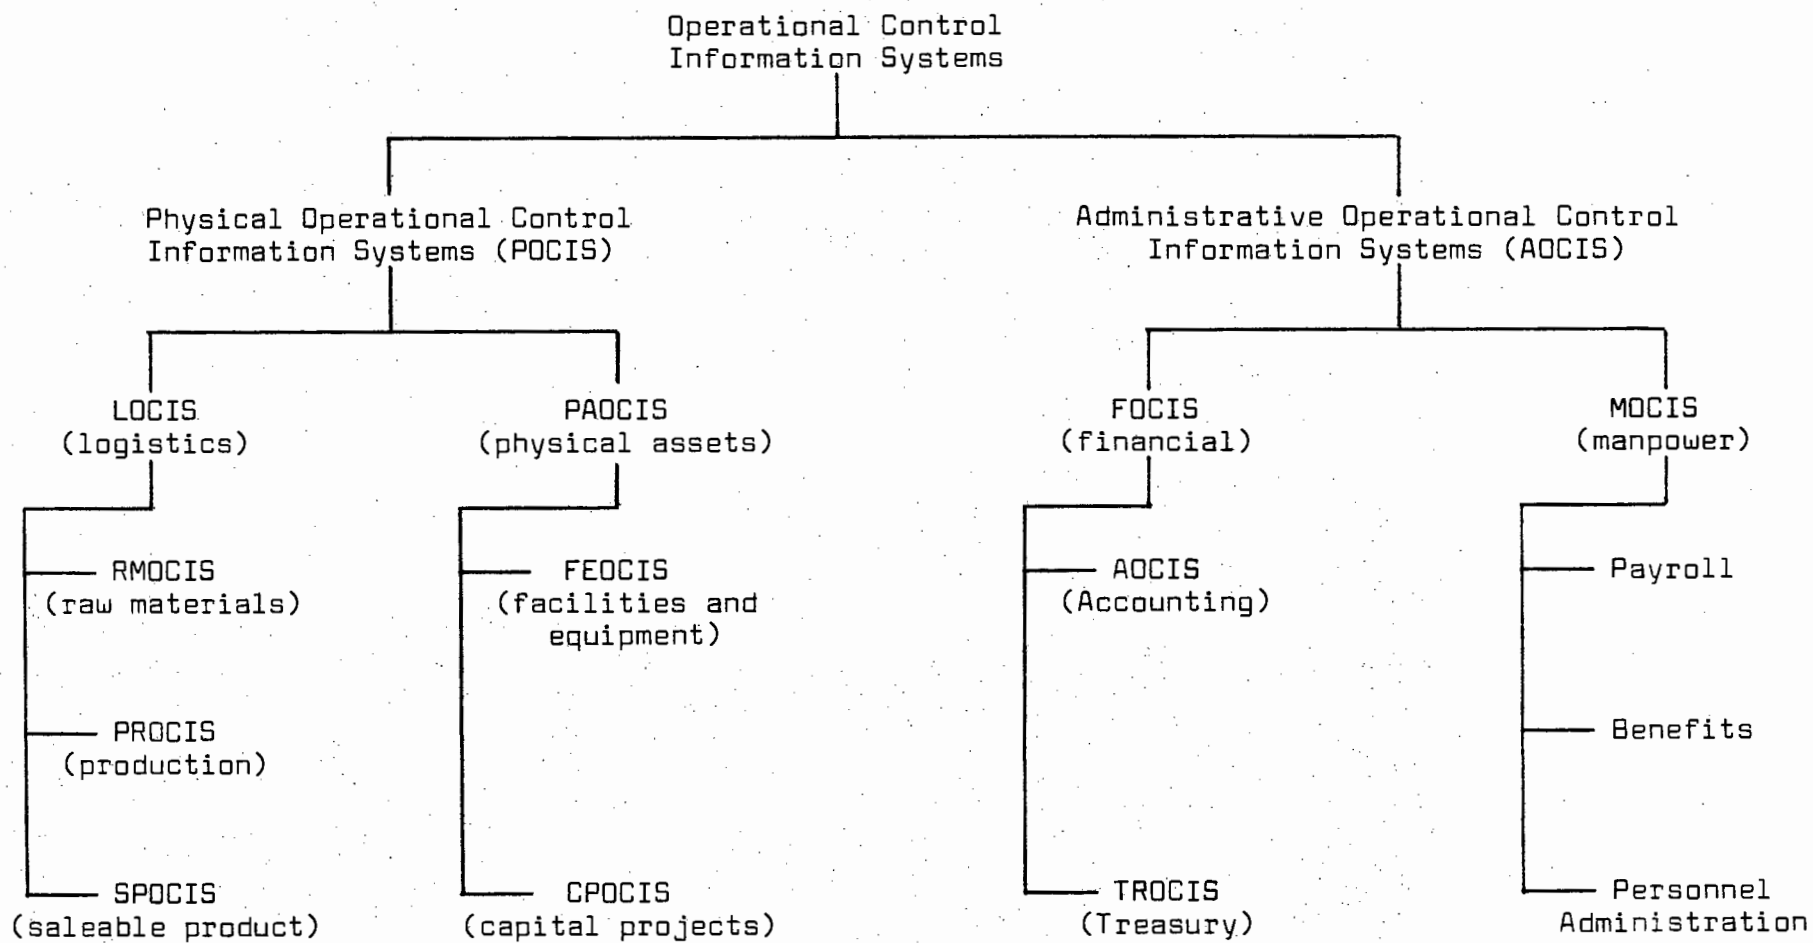 Operational Control
Information Systems
Physical Operational Control
Information Systems (POCIS)
Administrative Operational Control
Information Systems (AOCIS)
LOCIS
(logistics)
PAOCIS
(physical assets)
FOCIS
(financial)
MOCIS
(manpower)
RMOCIS
(raw materials)
PROCIS
(production)
SPOCIS
(saleable product)
FEOCIS
(facilities and
equipment)
CPOCIS
(capital projects)
AOCIS
(Accounting)
TROCIS
(Treasury)
Payroll
Benefits
Personnel
Administration